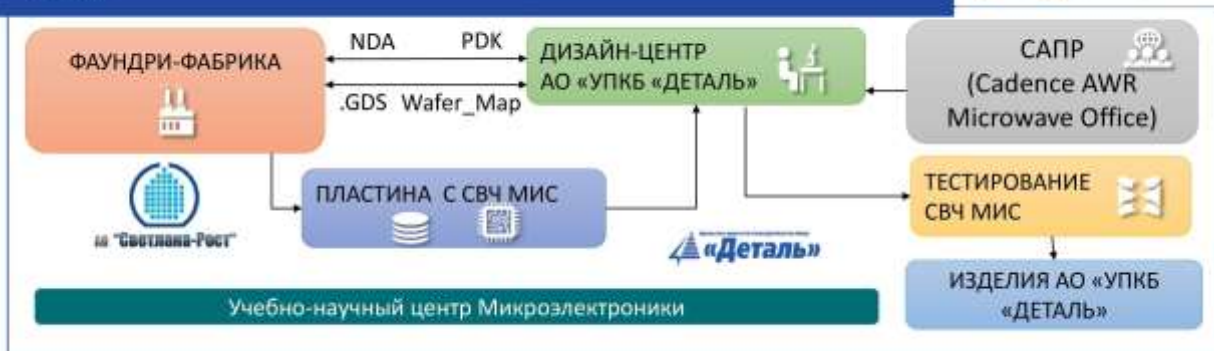 ФАУНДРИ-ФАБРИКА
NDA PDK
.GDS Wafer_Map
ДИЗАЙН-ЦЕНТР
АО «УПКБ «ДЕТАЛЬ»
САПР
(Cadence AWR
Microwave Office)
АО "Светлана-Рост"
ПЛАСТИНА С СВЧ МИС
«Деталь»
ТЕСТИРОВАНИЕ
СВЧ МИС
ИЗДЕЛИЯ АО «УПКБ
«ДЕТАЛЬ»
Учебно-научный центр Микроэлектроники